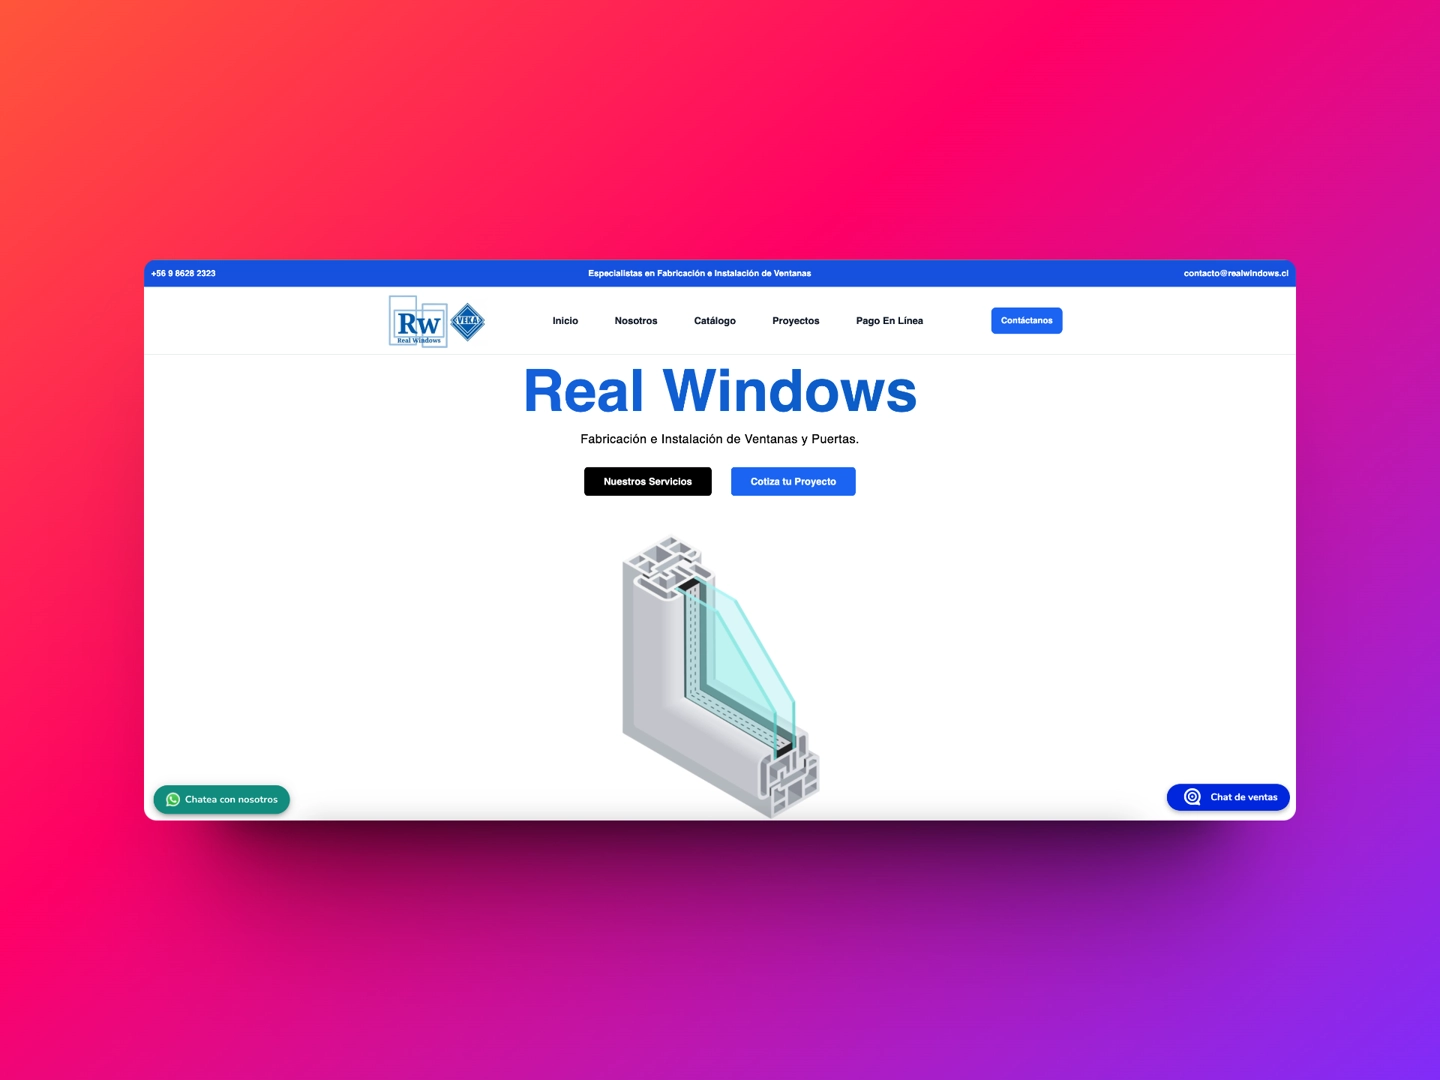 +56 9 8628 2323
Especialistas en Fabricación e Instalación de Ventanas
contacto@realwindows.cl
RW
Real Windows
VEKA
Inicio
Nosotros
Catálogo
Proyectos
Pago En Línea
Contáctanos
Real Windows
Fabricación e Instalación de Ventanas y Puertas.
Nuestros Servicios
Cotiza tu Proyecto
Chatea con nosotros
Chat de ventas